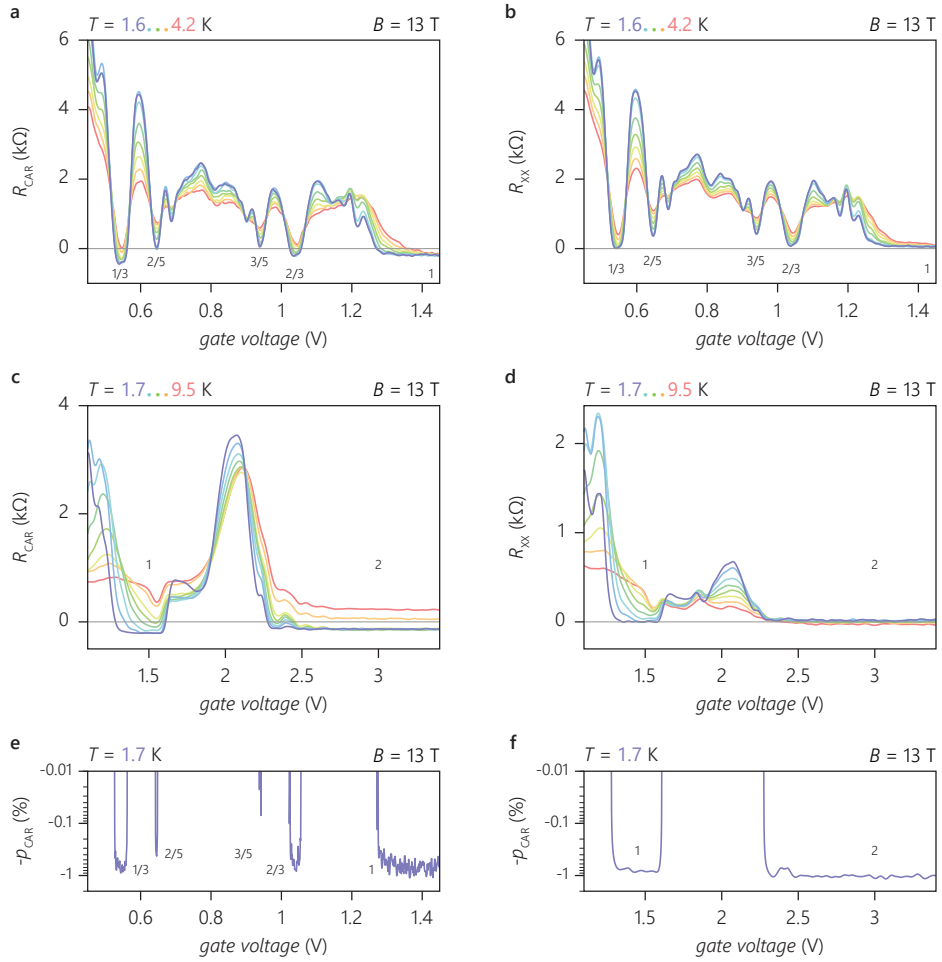 a
T = 1.6... 4.2 K B = 13 T
R_CAR (kΩ)
6
4
2
0
1/3 2/5 3/5 2/3 1
0.6 0.8 1 1.2 1.4
gate voltage (V)
b
T = 1.6... 4.2 K B = 13 T
R_XX (kΩ)
6
4
2
0
1/3 2/5 3/5 2/3 1
0.6 0.8 1 1.2 1.4
gate voltage (V)
c
T = 1.7... 9.5 K B = 13 T
R_CAR (kΩ)
4
2
0
1 2
1.5 2 2.5 3
gate voltage (V)
d
T = 1.7... 9.5 K B = 13 T
R_XX (kΩ)
2
1
0
1 2
1.5 2 2.5 3
gate voltage (V)
e
T = 1.7 K B = 13 T
-p_CAR (%)
-0.01
-0.1
-1
1/3 2/5 3/5 2/3 1
0.6 0.8 1 1.2 1.4
gate voltage (V)
f
T = 1.7 K B = 13 T
-p_CAR (%)
-0.01
-0.1
-1
1 2
1.5 2 2.5 3
gate voltage (V)